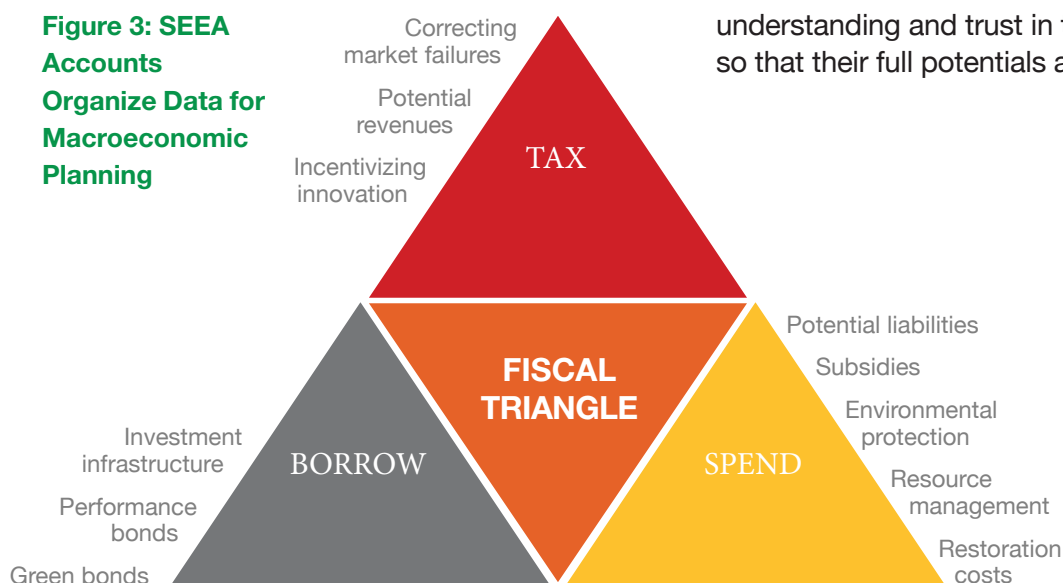 Figure 3: SEEA
Accounts
Organize Data for
Macroeconomic
Planning
understanding and trust in
so that their full potentials
Correcting
market failures
Potential
revenues
Incentivizing
innovation
TAX
FISCAL
TRIANGLE
BORROW
SPEND
Investment
infrastructure
Performance
bonds
Green bonds
Potential liabilities
Subsidies
Environmental
protection
Resource
management
Restoration
costs